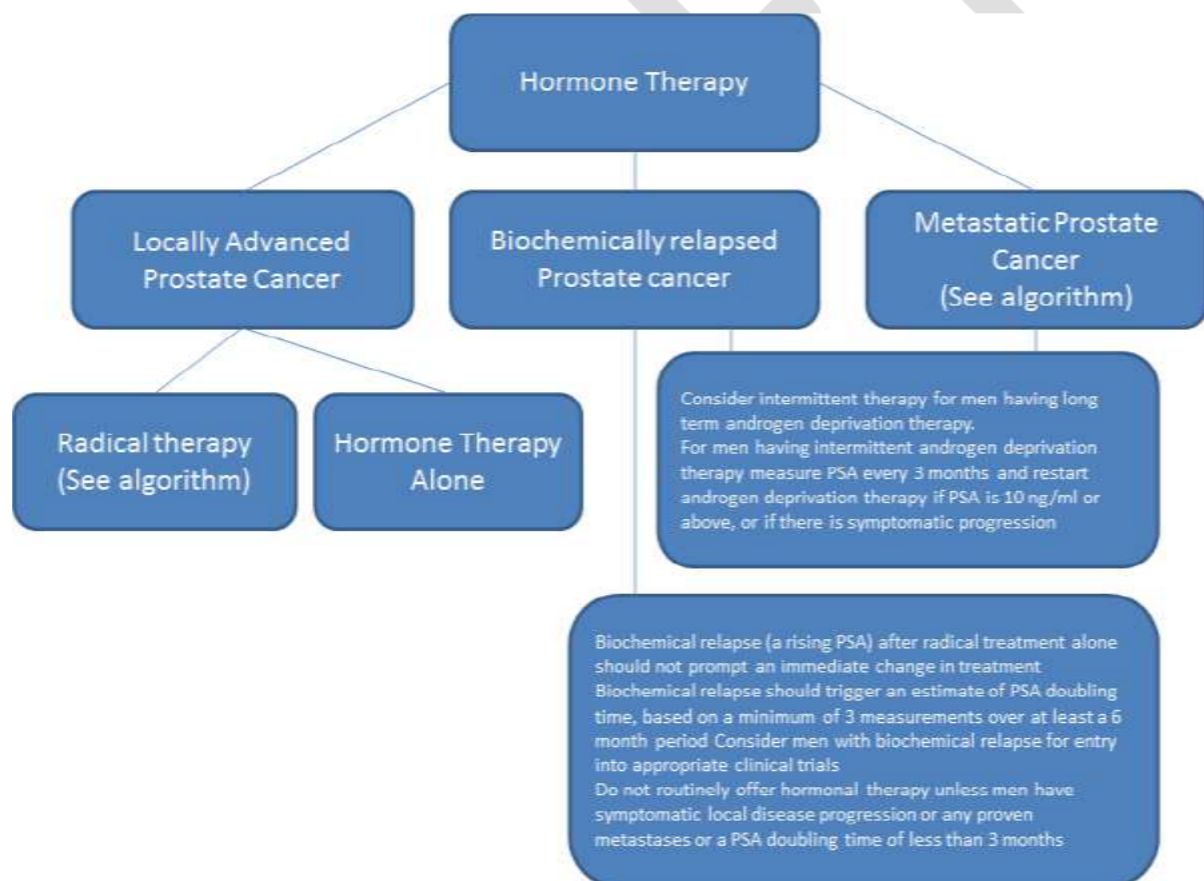 Hormone Therapy
Locally Advanced
Prostate Cancer
Biochemically relapsed
Prostate cancer
Metastatic Prostate
Cancer
(See algorithm)
Radical therapy
(See algorithm)
Hormone Therapy
Alone
Consider intermittent therapy for men having long
term androgen deprivation therapy.
For men having intermittent androgen deprivation
therapy measure PSA every 3 months and restart
androgen deprivation therapy if PSA is 10 ng/ml or
above, or if there is symptomatic progression
Biochemical relapse (a rising PSA) after radical treatment alone
should not prompt an immediate change in treatment
Biochemical relapse should trigger an estimate of PSA doubling
time, based on a minimum of 3 measurements over at least a 6
month period Consider men with biochemical relapse for entry
into appropriate clinical trials
Do not routinely offer hormonal therapy unless men have
symptomatic local disease progression or any proven
metastases or a PSA doubling time of less than 3 months